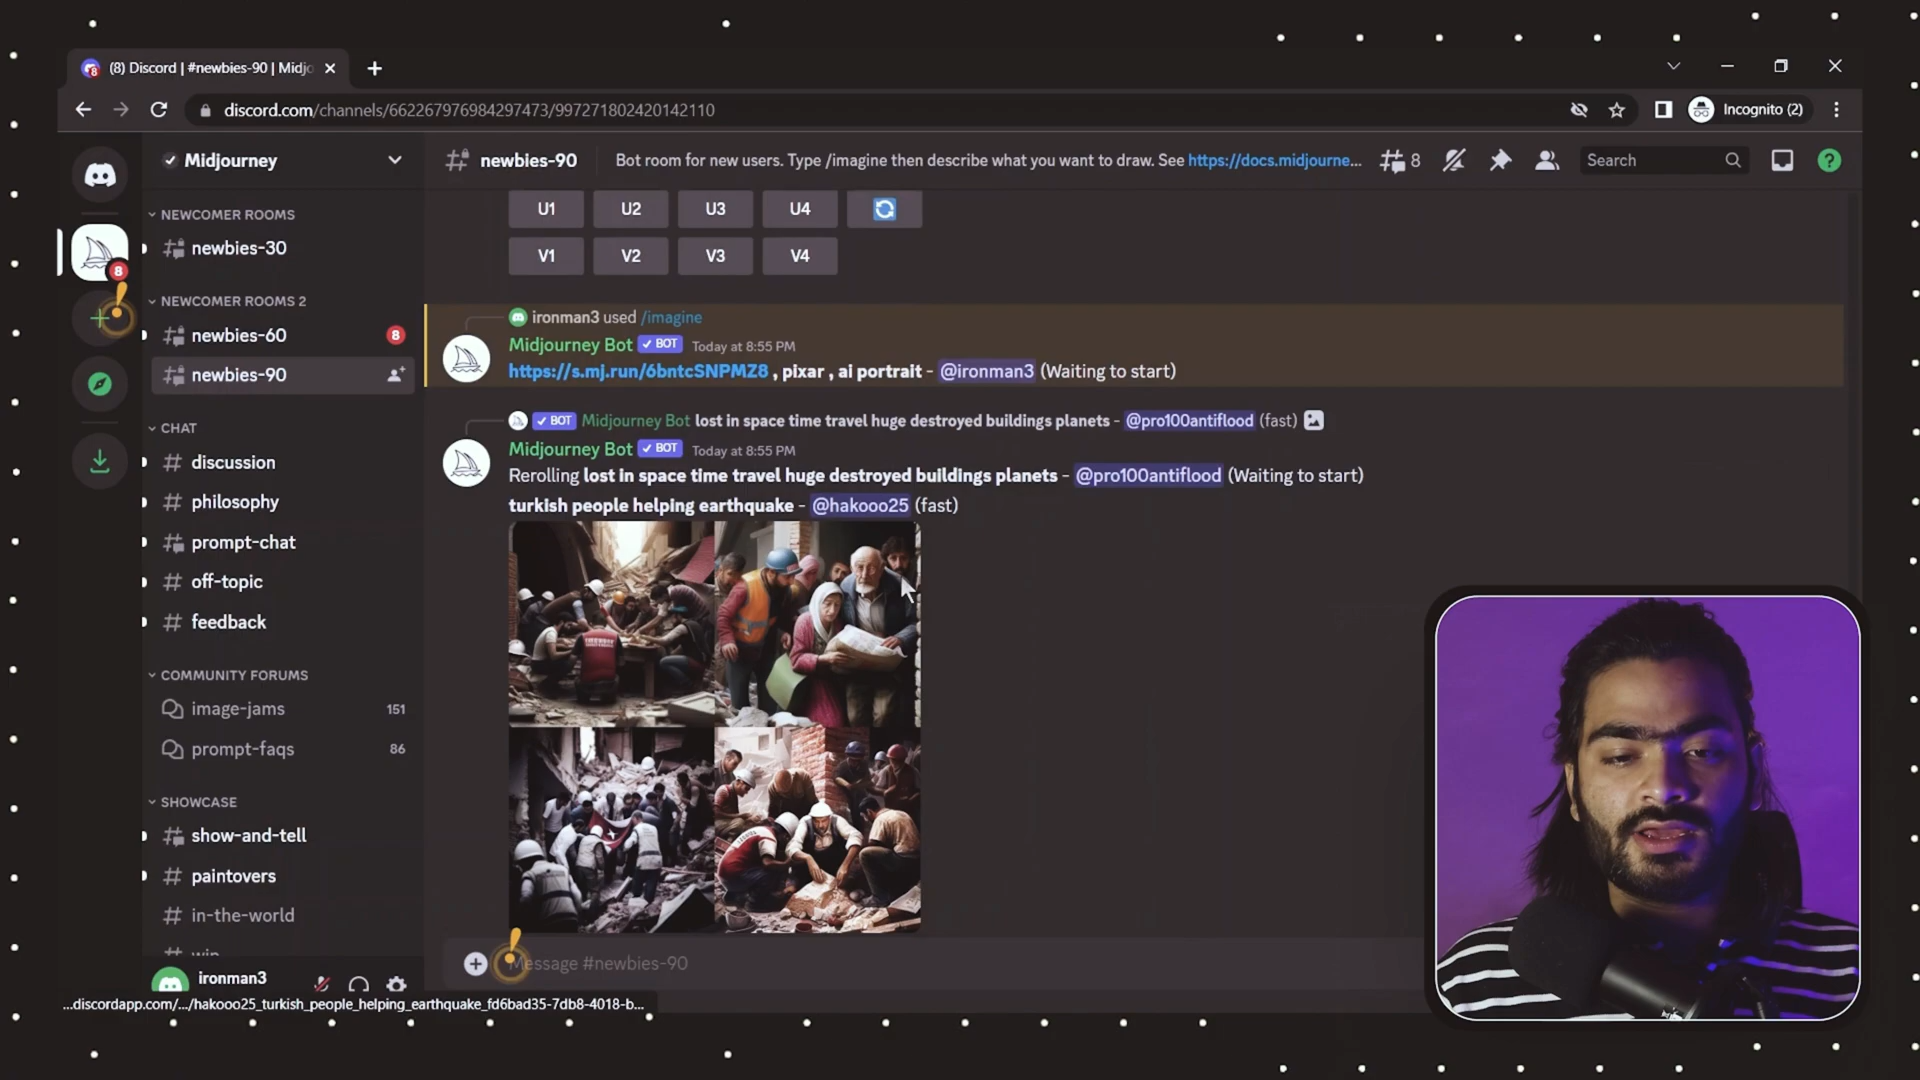 (8) Discord | #newbies-90 | Midjo
discord.com/channels/662267976984297473/997271802420142110
Incognito (2)
Midjourney
newbies-90
Bot room for new users. Type /imagine then describe what you want to draw. See https://docs.midjourne...
8
Search
NEWCOMER ROOMS
newbies-30
NEWCOMER ROOMS 2
newbies-60
8
newbies-90
8
CHAT
discussion
philosophy
prompt-chat
off-topic
feedback
COMMUNITY FORUMS
image-jams 151
prompt-faqs 86
SHOWCASE
show-and-tell
paintovers
in-the-world
ironman3
U1 U2 U3 U4
V1 V2 V3 V4
ironman3 used /imagine
Midjourney Bot BOT Today at 8:55 PM
https://s.mj.run/6bntcSNPMZ8 , pixar , ai portrait - @ironman3 (Waiting to start)
BOT Midjourney Bot lost in space time travel huge destroyed buildings planets - @pro100antiflood (fast)
Midjourney Bot BOT Today at 8:55 PM
Rerolling lost in space time travel huge destroyed buildings planets - @pro100antiflood (Waiting to start)
turkish people helping earthquake - @hakooo25 (fast)
Message #newbies-90
...discordapp.com/.../hakooo25_turkish_people_helping_earthquake_fd6bad35-7db8-4018-b...